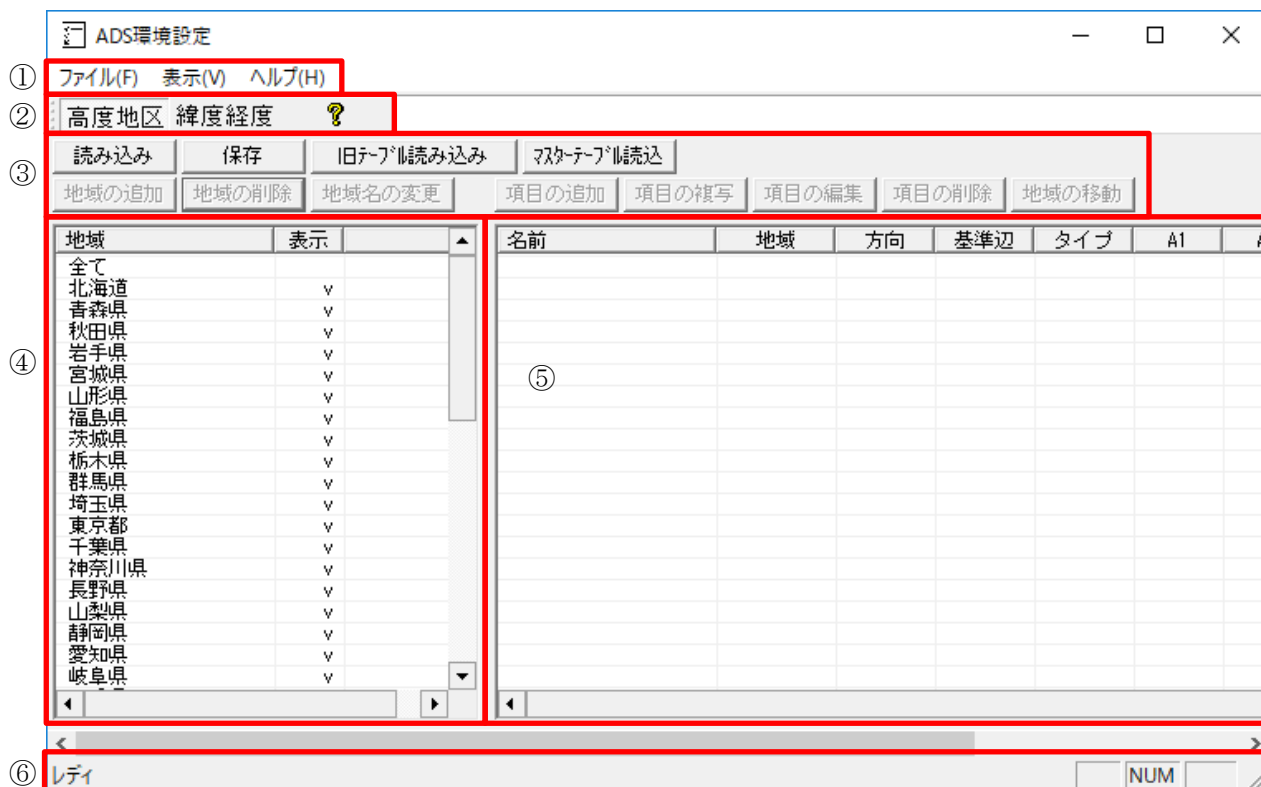 ADS環境設定
① ファイル(F) 表示(V) ヘルプ(H)
② 高度地区 緯度経度
③ 読み込み 保存 旧ﾃｰﾌﾞﾙ読み込み ﾏｽﾀｰﾃｰﾌﾞﾙ読込
地域の追加 地域の削除 地域名の変更 項目の追加 項目の複写 項目の編集 項目の削除 地域の移動
地域 表示 名前 地域 方向 基準辺 タイプ A1
全て
北海道 v
青森県 v
秋田県 v
岩手県 v
④
宮城県 v
⑤
山形県 v
福島県 v
茨城県 v
栃木県 v
群馬県 v
埼玉県 v
東京都 v
千葉県 v
神奈川県 v
長野県 v
山梨県 v
静岡県 v
愛知県 v
岐阜県 v
⑥ レディ NUM